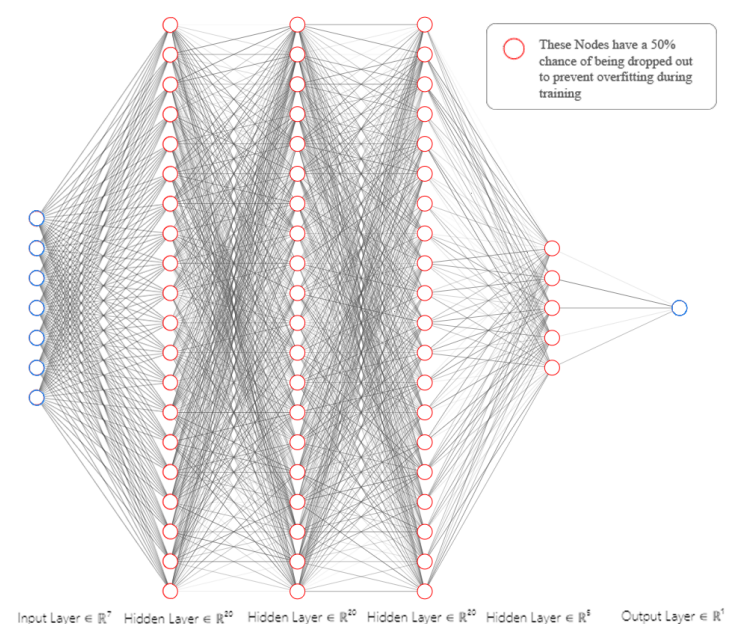 These Nodes have a 50%
chance of being dropped out
to prevent overfitting during
training
Input Layer ∈ ℝ⁷ Hidden Layer ∈ ℝ²⁰ Hidden Layer ∈ ℝ²⁰ Hidden Layer ∈ ℝ²⁰ Hidden Layer ∈ ℝ⁵ Output Layer ∈ ℝ¹